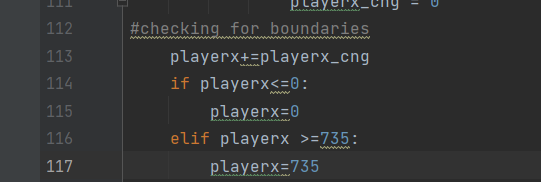 111 playerx_cng = 0
112 #checking for boundaries
113 playerx+=playerx_cng
114 if playerx<=0:
115 playerx=0
116 elif playerx >=735:
117 playerx=735